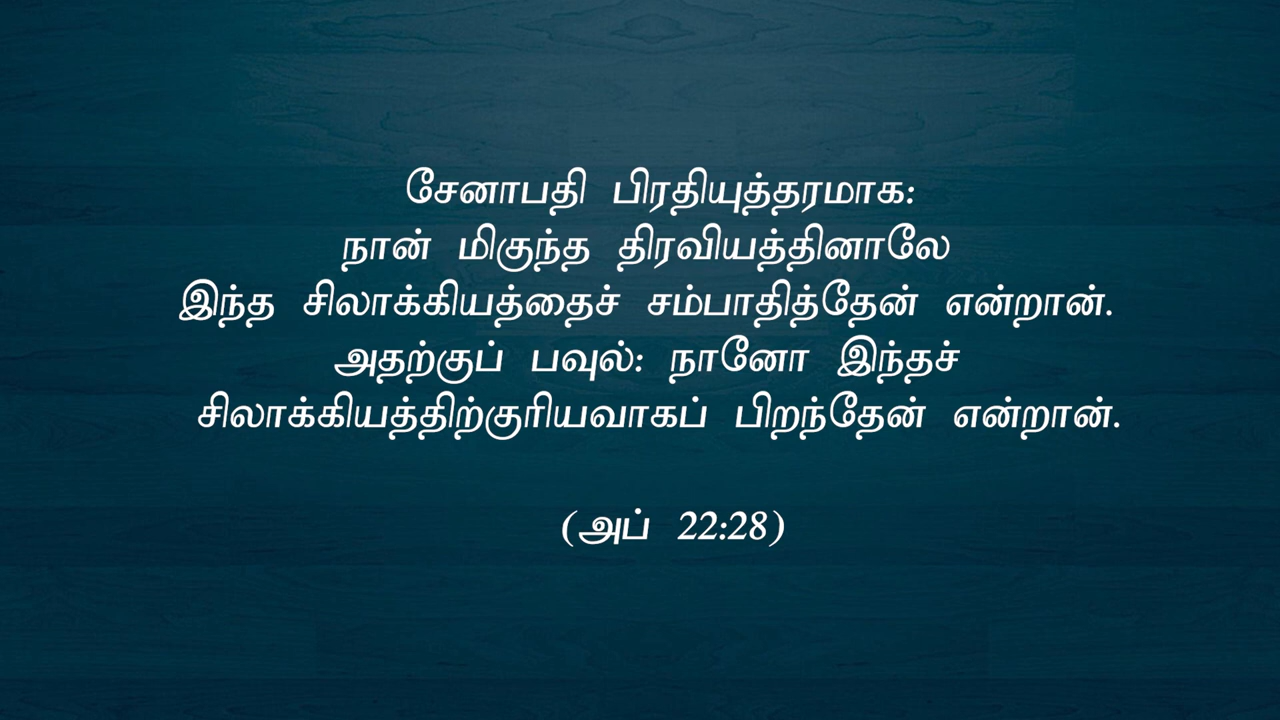 சேனாபதி பிரதியுத்தரமாக:
நான் மிகுந்த திரவியத்தினாலே
இந்த சிலாக்கியத்தைச் சம்பாதித்தேன் என்றான்.
அதற்குப் பவுல்: நானோ இந்தச்
சிலாக்கியத்திற்குரியவாகப் பிறந்தேன் என்றான்.
(அப் 22:28)